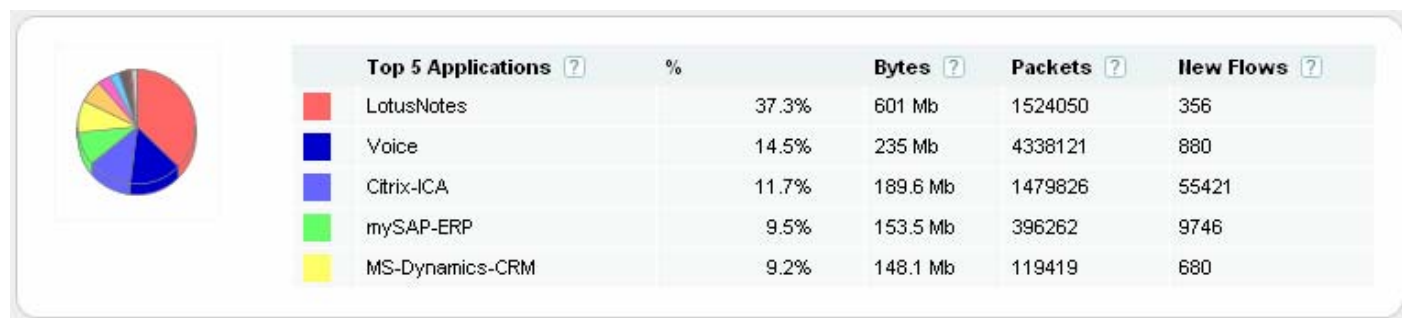 Top 5 Applications ? % Bytes ? Packets ? New Flows ?
LotusNotes 37.3% 601 Mb 1524050 356
Voice 14.5% 235 Mb 4338121 880
Citrix-ICA 11.7% 189.6 Mb 1479826 55421
mySAP-ERP 9.5% 153.5 Mb 396262 9746
MS-Dynamics-CRM 9.2% 148.1 Mb 119419 680